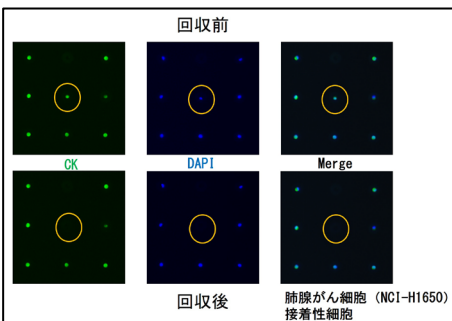 回収前
CK
DAPI
Merge
回収後
肺腺がん細胞 (NCI-H1650)
接着性細胞